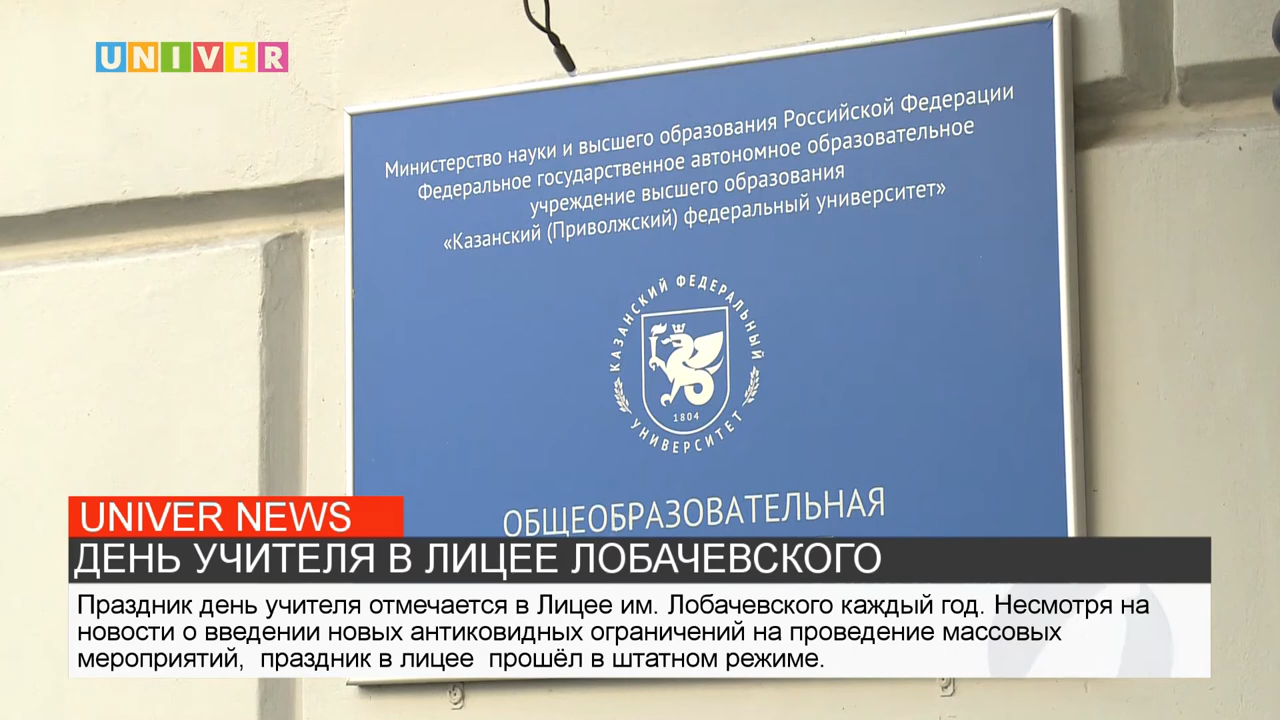 UNIVER
Министерство науки и высшего образования Российской Федерации
Федеральное государственное автономное образовательное
учреждение высшего образования
«Казанский (Приволжский) федеральный университет»
КАЗАНСКИЙ ФЕДЕРАЛЬНЫЙ
1804
УНИВЕРСИТЕТ
ОБЩЕОБРАЗОВАТЕЛЬНАЯ
UNIVER NEWS
ДЕНЬ УЧИТЕЛЯ В ЛИЦЕЕ ЛОБАЧЕВСКОГО
Праздник день учителя отмечается в Лицее им. Лобачевского каждый год. Несмотря на
новости о введении новых антиковидных ограничений на проведение массовых
мероприятий,  праздник в лицее  прошёл в штатном режиме.